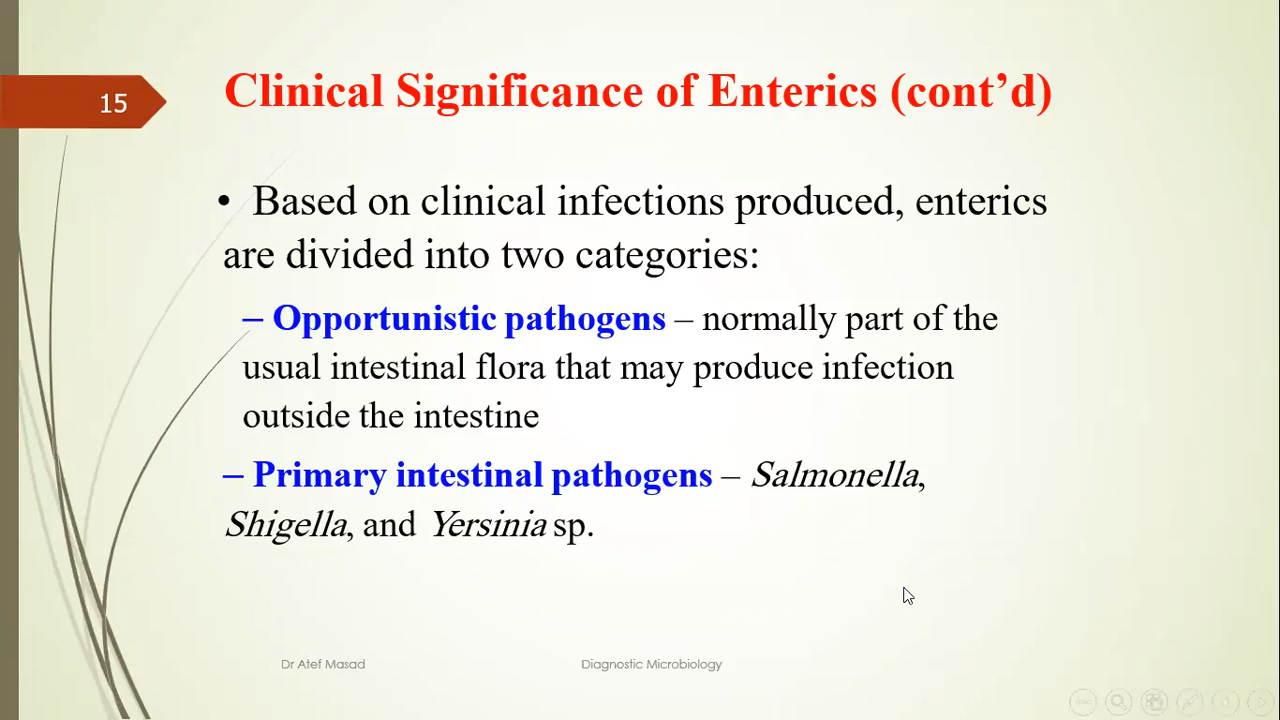 15
Clinical Significance of Enterics (cont’d)
• Based on clinical infections produced, enterics
are divided into two categories:
– Opportunistic pathogens – normally part of the
usual intestinal flora that may produce infection
outside the intestine
– Primary intestinal pathogens – Salmonella,
Shigella, and Yersinia sp.
Dr Atef Masad
Diagnostic Microbiology